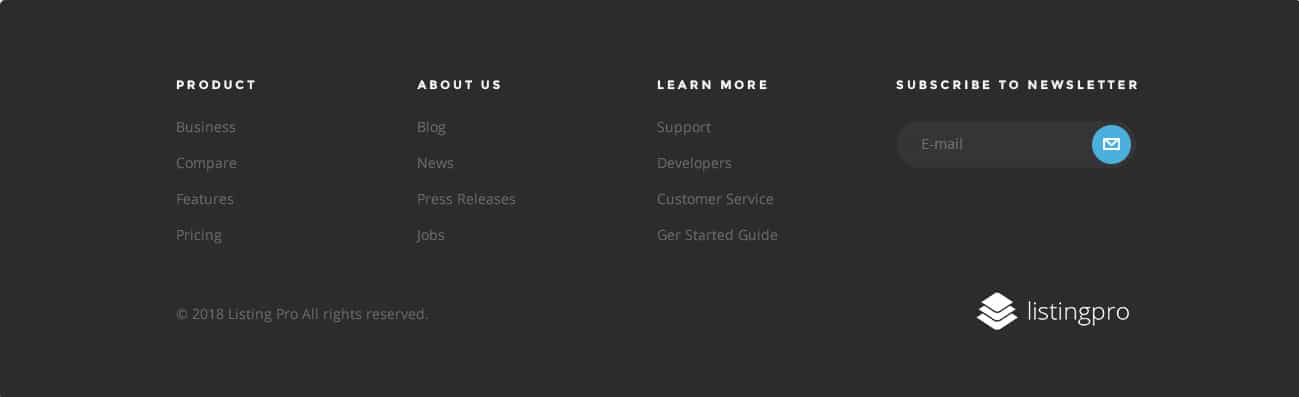 PRODUCT
Business
Compare
Features
Pricing
ABOUT US
Blog
News
Press Releases
Jobs
LEARN MORE
Support
Developers
Customer Service
Ger Started Guide
SUBSCRIBE TO NEWSLETTER
E-mail
© 2018 Listing Pro All rights reserved.
listingpro